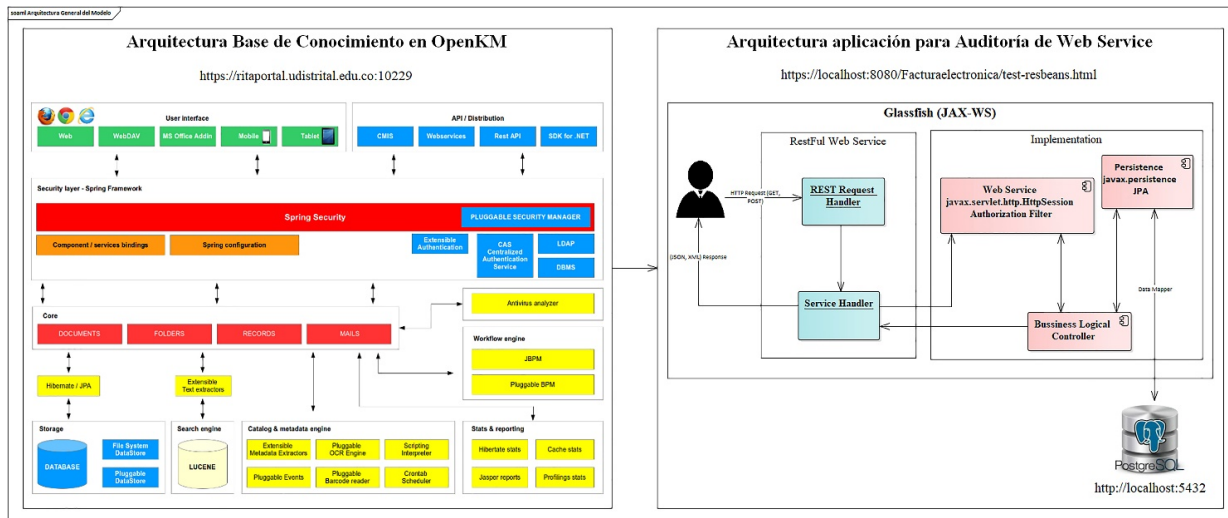 soaml Arquitectura General del Modelo
Arquitectura Base de Conocimiento en OpenKM
https://ritaportal.udistrital.edu.co:10229
User interface
Web
WebDAV
MS Office Addin
Mobile
Tablet
API / Distribution
CMIS
Webservices
Rest API
SDK for .NET
Security layer - Spring Framework
Spring Security
PLUGGABLE SECURITY MANAGER
Component / services bindings
Spring configuration
Extensible
Authentication
CAS
Centralized
Authentication
Service
LDAP
DBMS
Core
DOCUMENTS
FOLDERS
RECORDS
MAILS
Antivirus analyzer
Workflow engine
JBPM
Pluggable BPM
Hibernate / JPA
Extensible
Text extractors
Storage
DATABASE
File System
DataStore
Pluggable
DataStore
Search engine
LUCENE
Catalog & metadata engine
Extensible
Metadata Extractors
Pluggable
OCR Engine
Scripting
Interpreter
Pluggable Events
Pluggable
Barcode reader
Crontab
Scheduler
Stats & reporting
Hibertate stats
Cache stats
Jasper reports
Profilings stats
Arquitectura aplicación para Auditoría de Web Service
https://localhost:8080/Facturaelectronica/test-resbeans.html
Glassfish (JAX-WS)
RestFul Web Service
HTTP Request (GET,
POST)
REST Request
Handler
(JSON, XML) Response
Service Handler
Implementation
Web Service
javax.servlet.http.HttpSession
Authorization Filter
Persistence
javax.persistence
JPA
Data Mapper
Bussiness Logical
Controller
PostgreSQL
http://localhost:5432